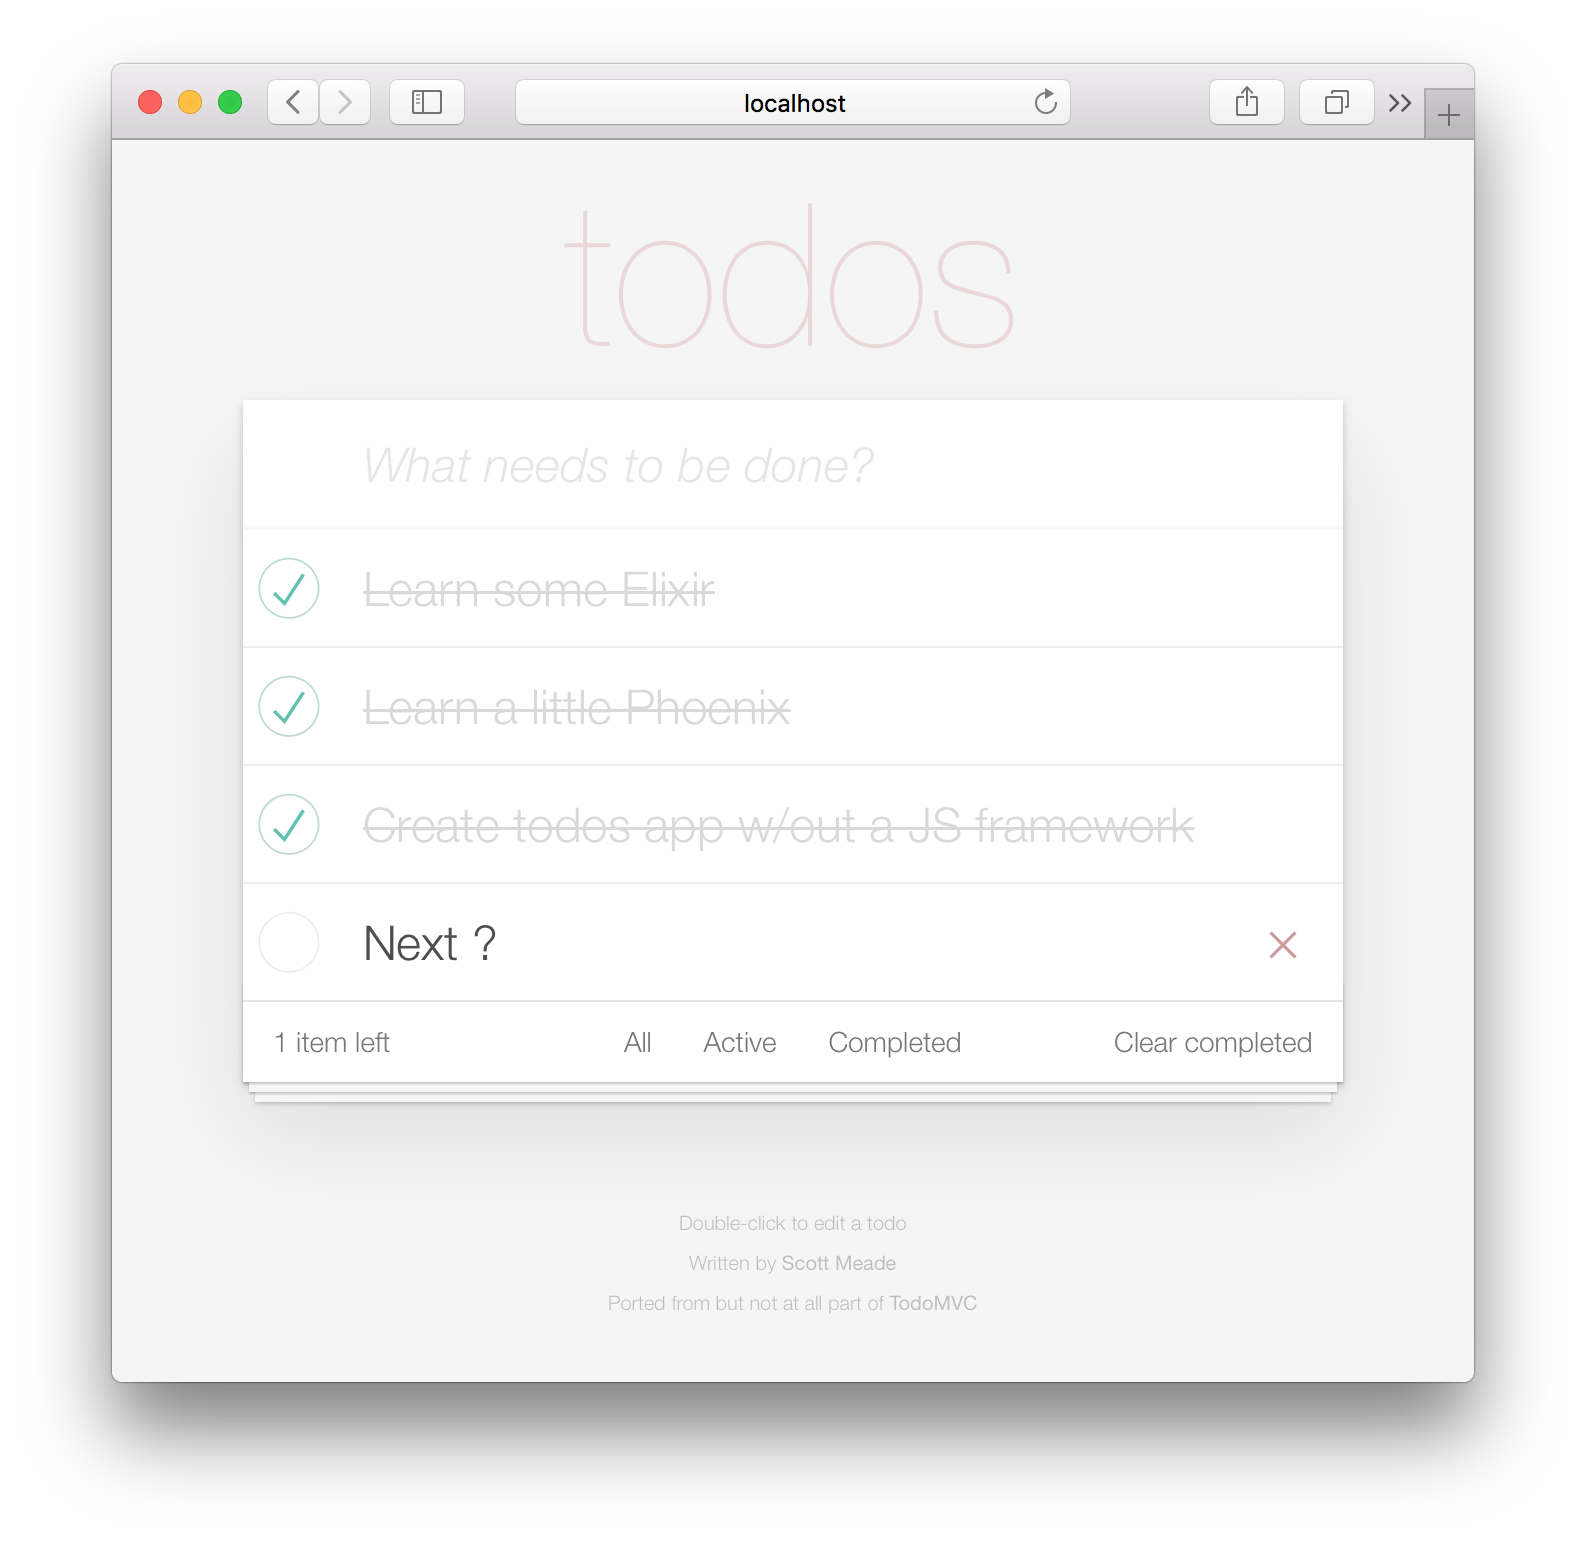 localhost
todos
What needs to be done?
Learn some Elixir
Learn a little Phoenix
Create todos app w/out a JS framework
Next ?
1 item left All Active Completed Clear completed
Double-click to edit a todo
Written by Scott Meade
Ported from but not at all part of TodoMVC